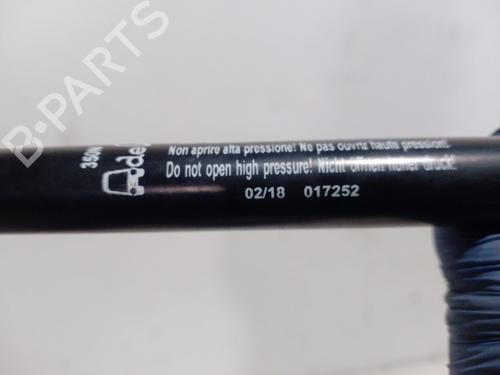 B-PARTS
350N
Non aprire alta pressione! Ne pas ouvrir haute pression!
Do not open high pressure! Nicht öffnen hoher druck!
02/18 017252